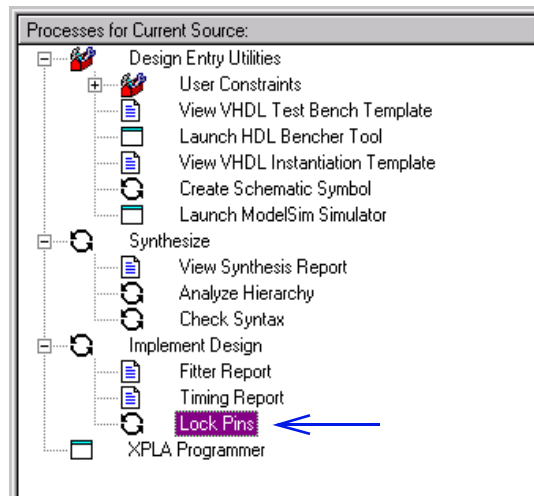 Processes for Current Source:
Design Entry Utilities
User Constraints
View VHDL Test Bench Template
Launch HDL Bencher Tool
View VHDL Instantiation Template
Create Schematic Symbol
Launch ModelSim Simulator
Synthesize
View Synthesis Report
Analyze Hierarchy
Check Syntax
Implement Design
Fitter Report
Timing Report
Lock Pins
XPLA Programmer